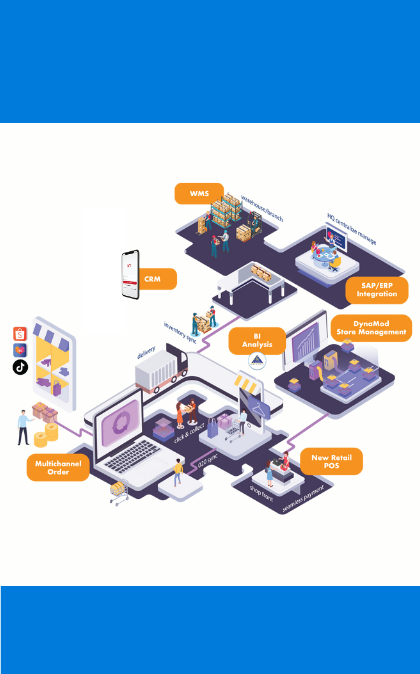 WMS
warehouse/branch
HQ centralize manage
CRM
SAP/ERP
Integration
inventory sync
BI
Analysis
DynaMod
Store Management
delivery
click & collect
o2o sync
Multichannel
Order
New Retail
POS
shop front
seamless payment